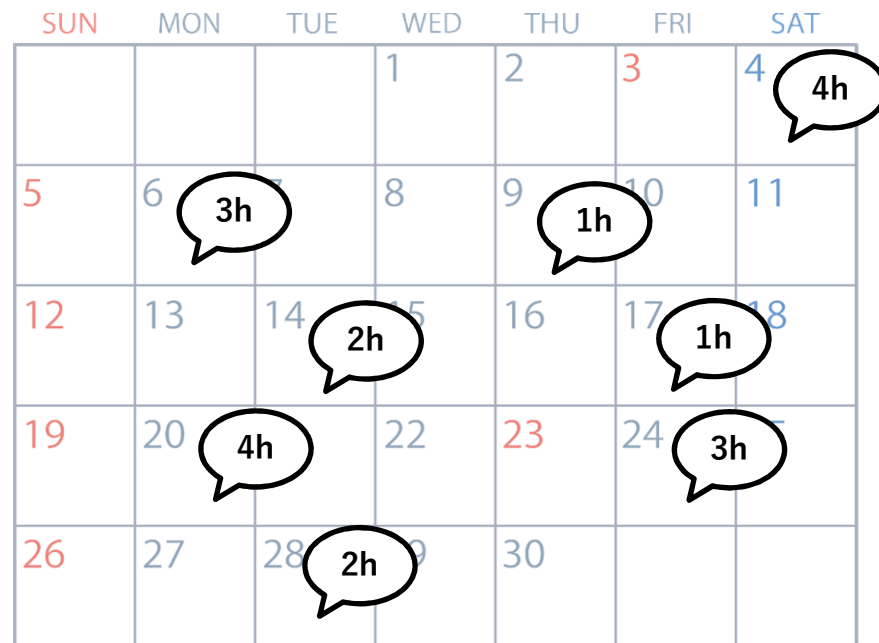 SUN MON TUE WED THU FRI SAT
1 2 3 4 4h
5 6 3h 8 9 1h 10 11
12 13 14 2h 15 16 17 1h 18
19 20 4h 22 23 24 3h
26 27 28 2h 9 30